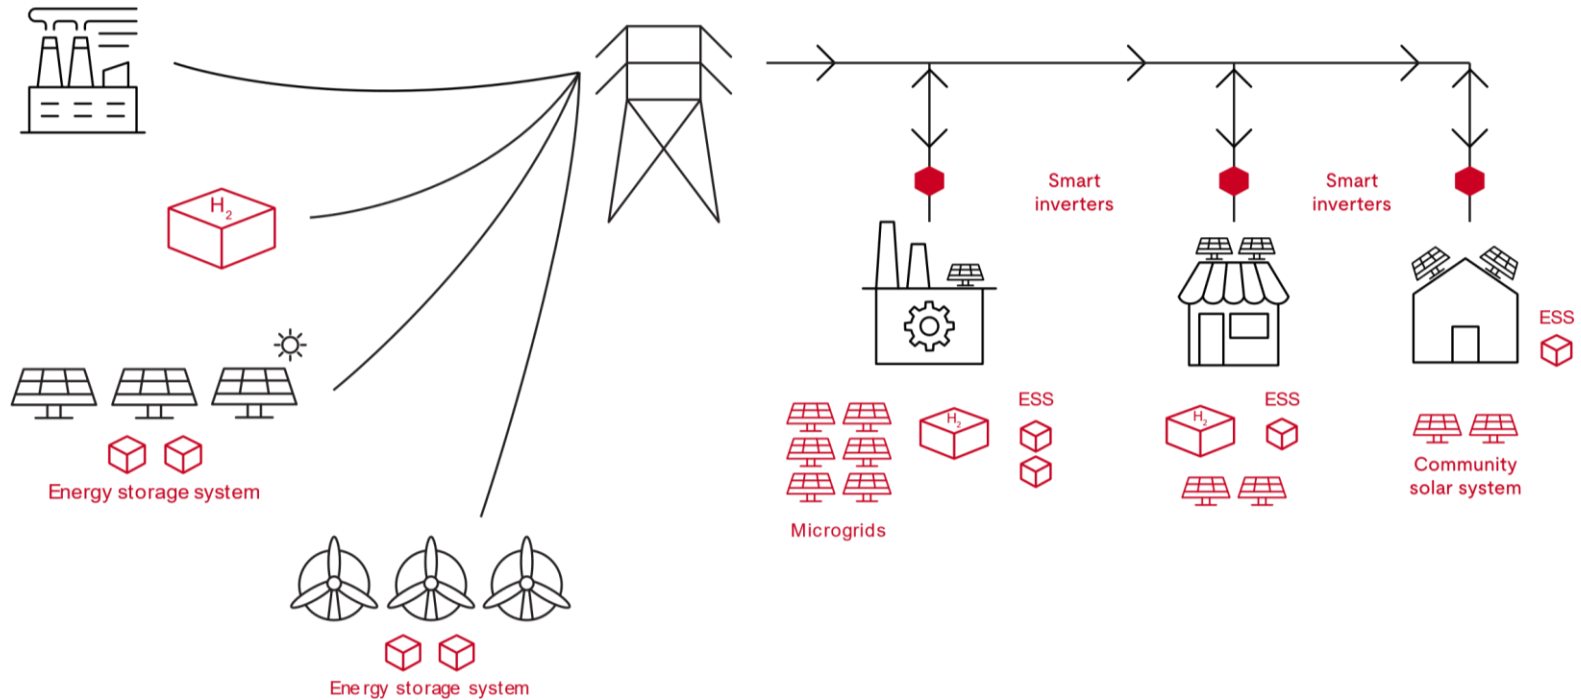 H2
Energy storage system
Energy storage system
Smart
inverters
Smart
inverters
ESS
H2
ESS
Microgrids
H2
ESS
Community
solar system